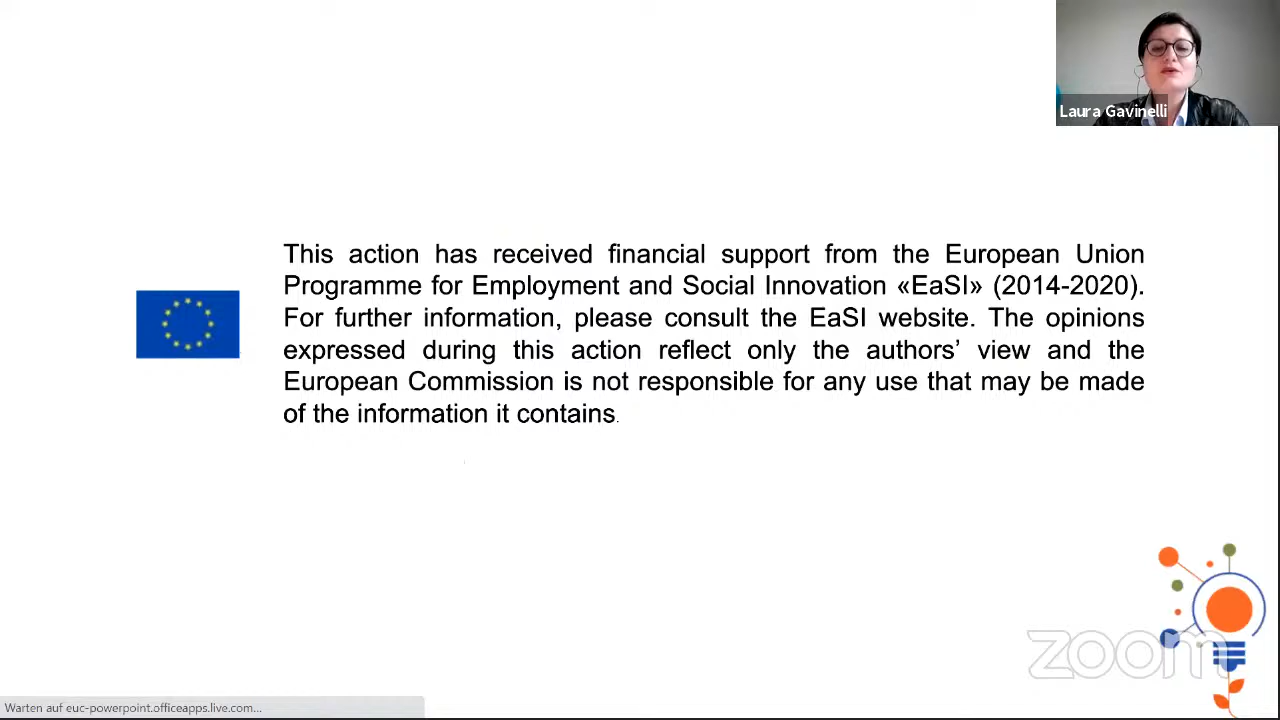 Laura Gavinelli
This action has received financial support from the European Union
Programme for Employment and Social Innovation «EaSI» (2014-2020).
For further information, please consult the EaSI website. The opinions
expressed during this action reflect only the authors’ view and the
European Commission is not responsible for any use that may be made
of the information it contains.
zoom
Warten auf euc-powerpoint.officeapps.live.com...